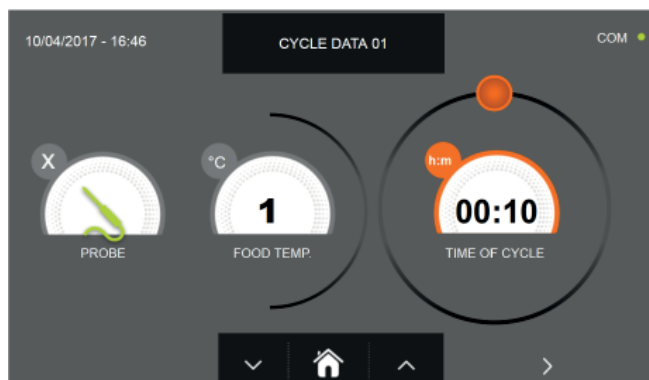 10/04/2017 - 16:46
CYCLE DATA 01
COM
X
°C
h:m
1
00:10
PROBE
FOOD TEMP.
TIME OF CYCLE